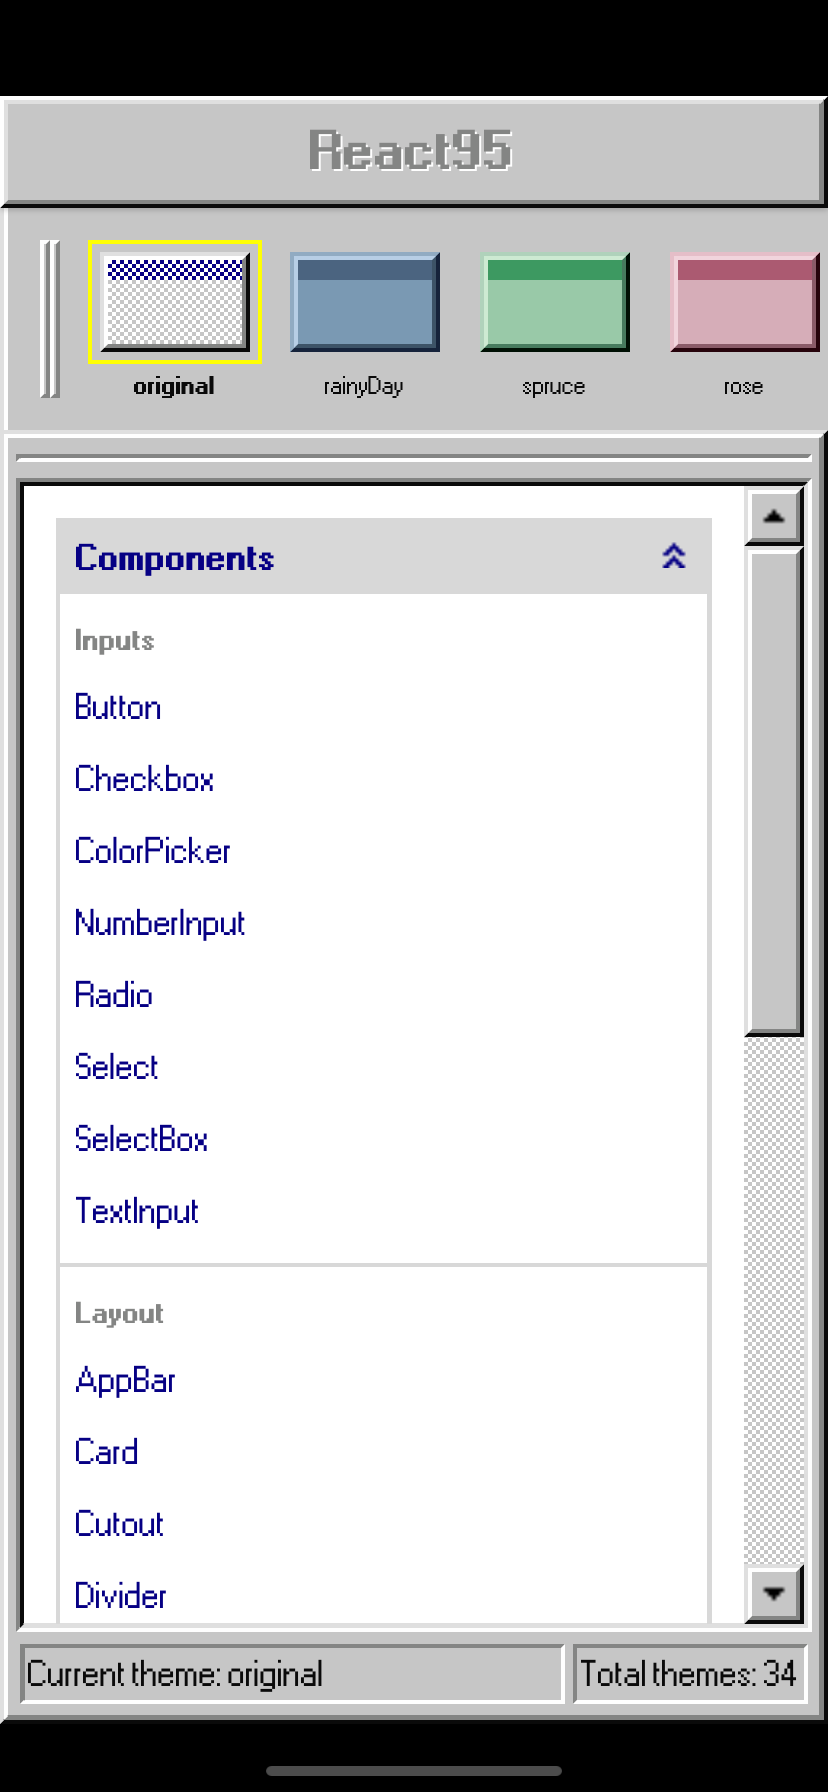 React95
original
rainyDay
spruce
rose
Components
Inputs
Button
Checkbox
ColorPicker
NumberInput
Radio
Select
SelectBox
TextInput
Layout
AppBar
Card
Cutout
Divider
Current theme: original
Total themes: 34